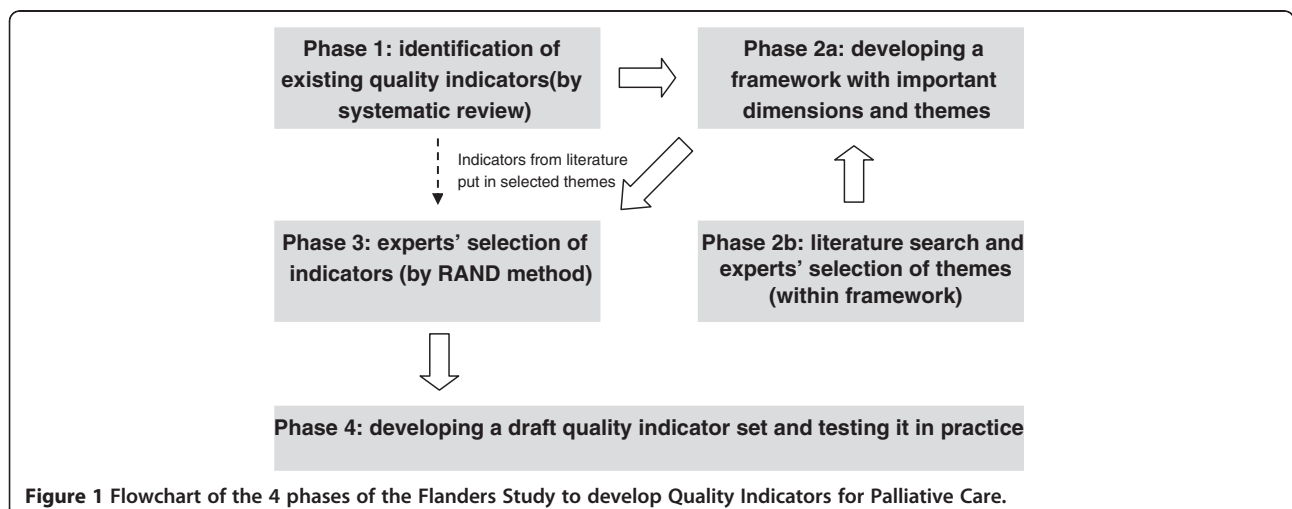 Phase 1: identification of
existing quality indicators(by
systematic review)
Phase 2a: developing a
framework with important
dimensions and themes
Indicators from literature
put in selected themes
Phase 3: experts’ selection of
indicators (by RAND method)
Phase 2b: literature search and
experts’ selection of themes
(within framework)
Phase 4: developing a draft quality indicator set and testing it in practice
Figure 1 Flowchart of the 4 phases of the Flanders Study to develop Quality Indicators for Palliative Care.